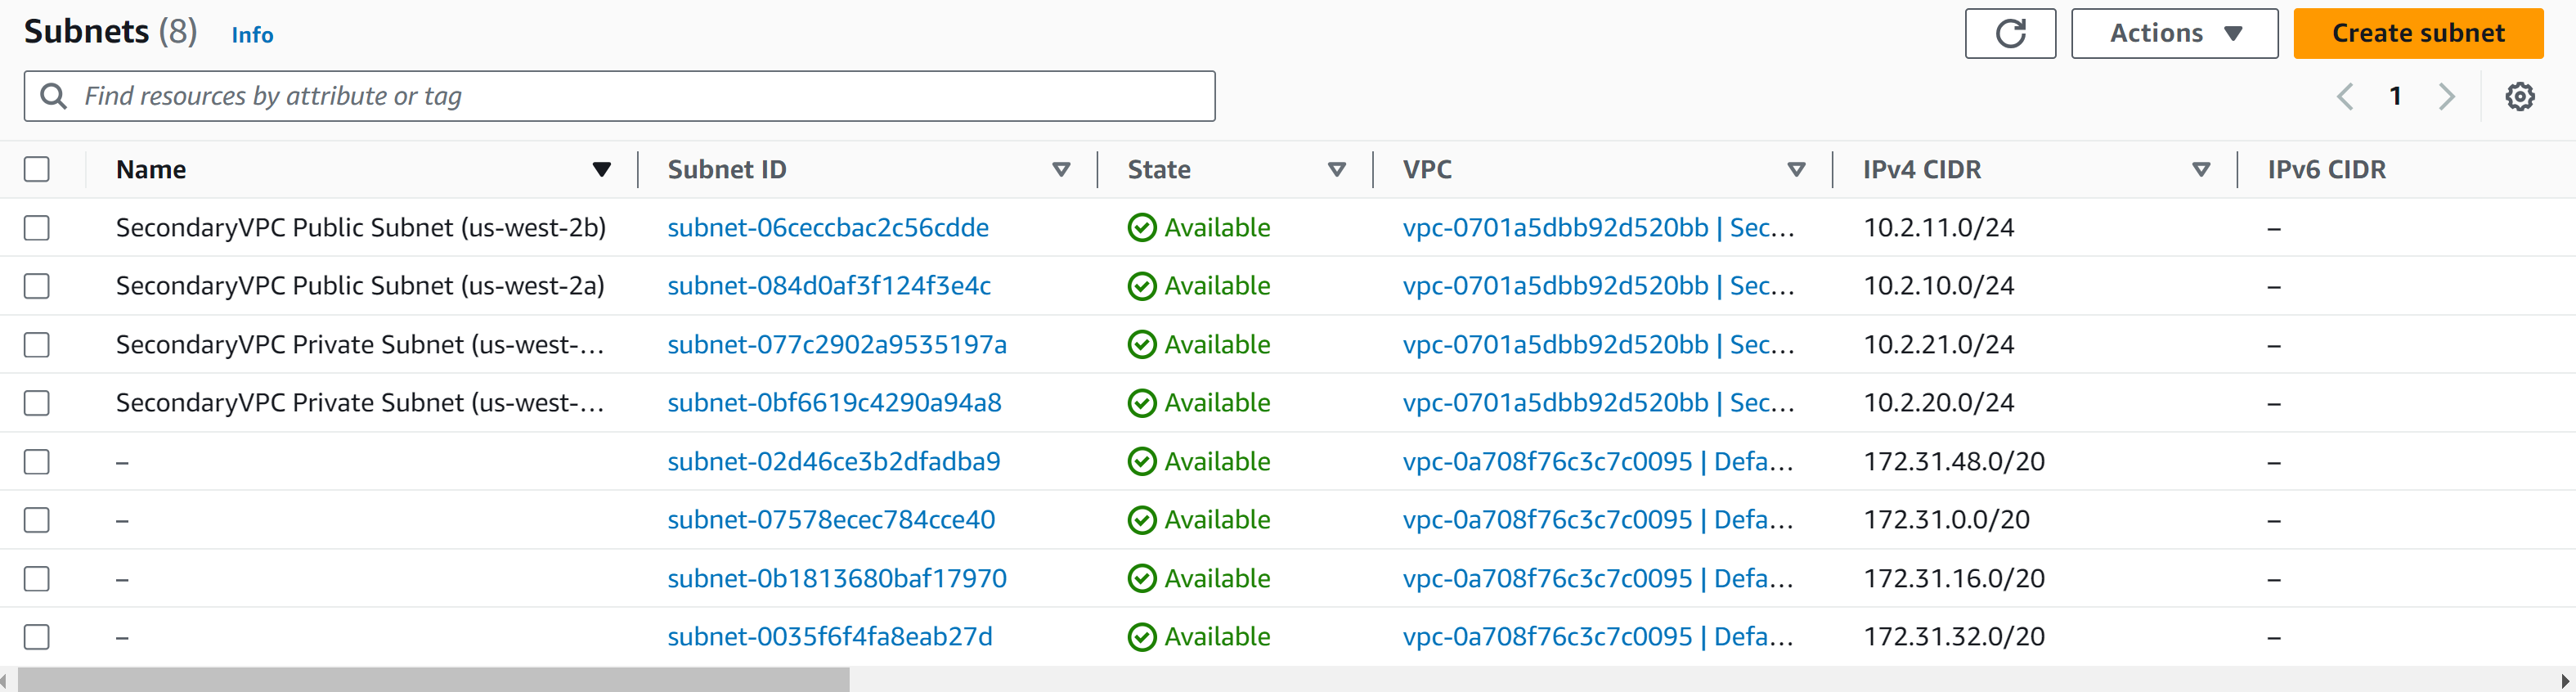 Subnets (8) Info
Actions Create subnet
Find resources by attribute or tag
1
Name Subnet ID State VPC IPv4 CIDR IPv6 CIDR
SecondaryVPC Public Subnet (us-west-2b) subnet-06ceccbac2c56cdde Available vpc-0701a5dbb92d520bb | Sec... 10.2.11.0/24 –
SecondaryVPC Public Subnet (us-west-2a) subnet-084d0af3f124f3e4c Available vpc-0701a5dbb92d520bb | Sec... 10.2.10.0/24 –
SecondaryVPC Private Subnet (us-west-... subnet-077c2902a9535197a Available vpc-0701a5dbb92d520bb | Sec... 10.2.21.0/24 –
SecondaryVPC Private Subnet (us-west-... subnet-0bf6619c4290a94a8 Available vpc-0701a5dbb92d520bb | Sec... 10.2.20.0/24 –
– subnet-02d46ce3b2dfadba9 Available vpc-0a708f76c3c7c0095 | Defa... 172.31.48.0/20 –
– subnet-07578ecec784cce40 Available vpc-0a708f76c3c7c0095 | Defa... 172.31.0.0/20 –
– subnet-0b1813680baf17970 Available vpc-0a708f76c3c7c0095 | Defa... 172.31.16.0/20 –
– subnet-0035f6f4fa8eab27d Available vpc-0a708f76c3c7c0095 | Defa... 172.31.32.0/20 –